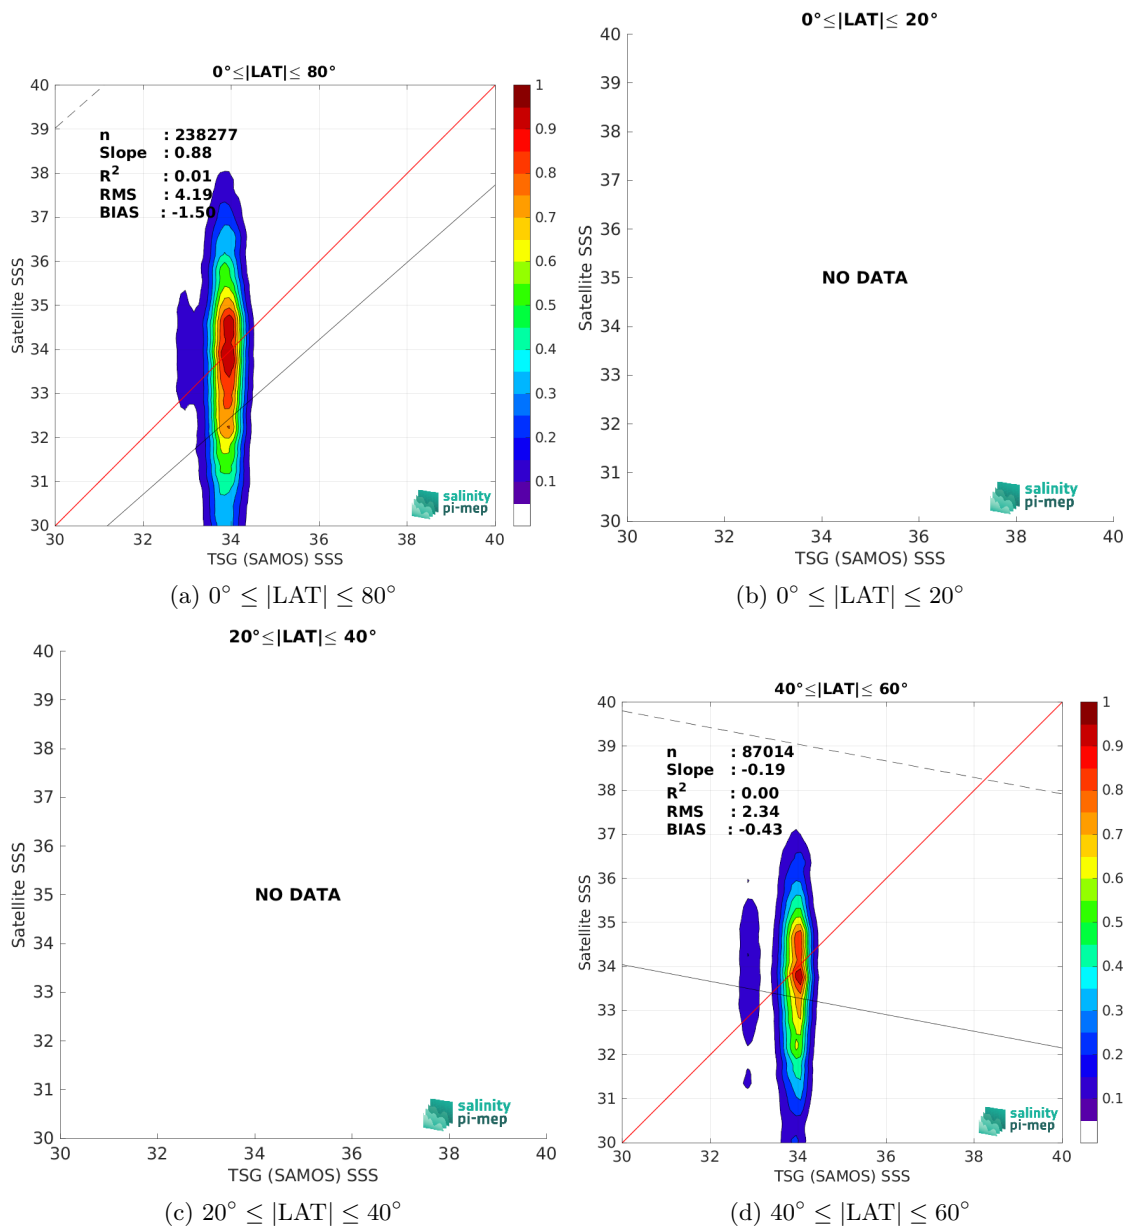 0°≤|LAT|≤ 80°
40
39
38
37
36
35
34
33
32
31
30
Satellite SSS
n : 238277
Slope : 0.88
R² : 0.01
RMS : 4.19
BIAS : -1.50
salinity
pi-mep
30 32 34 36 38 40
TSG (SAMOS) SSS
1
0.9
0.8
0.7
0.6
0.5
0.4
0.3
0.2
0.1
(a) 0° ≤ |LAT| ≤ 80°
0°≤|LAT|≤ 20°
40
39
38
37
36
35
34
33
32
31
30
Satellite SSS
NO DATA
salinity
pi-mep
30 32 34 36 38 40
TSG (SAMOS) SSS
(b) 0° ≤ |LAT| ≤ 20°
20°≤|LAT|≤ 40°
40
39
38
37
36
35
34
33
32
31
30
Satellite SSS
NO DATA
salinity
pi-mep
30 32 34 36 38 40
TSG (SAMOS) SSS
(c) 20° ≤ |LAT| ≤ 40°
40°≤|LAT|≤ 60°
40
39
38
37
36
35
34
33
32
31
30
Satellite SSS
n : 87014
Slope : -0.19
R² : 0.00
RMS : 2.34
BIAS : -0.43
salinity
pi-mep
30 32 34 36 38 40
TSG (SAMOS) SSS
1
0.9
0.8
0.7
0.6
0.5
0.4
0.3
0.2
0.1
(d) 40° ≤ |LAT| ≤ 60°